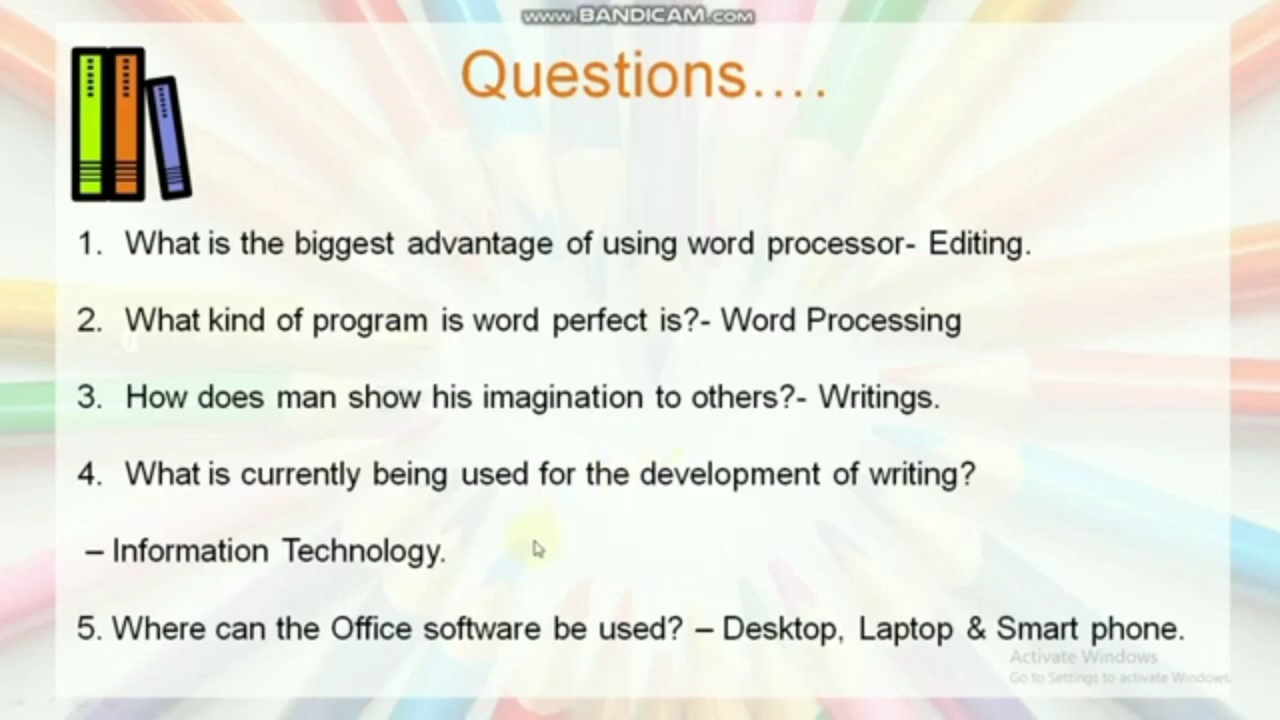 www.BANDICAM.com
Questions....
1. What is the biggest advantage of using word processor- Editing.
2. What kind of program is word perfect is?- Word Processing
3. How does man show his imagination to others?- Writings.
4. What is currently being used for the development of writing?
– Information Technology.
5. Where can the Office software be used? – Desktop, Laptop & Smart phone.
Activate Windows
Go to Settings to activate Windows.